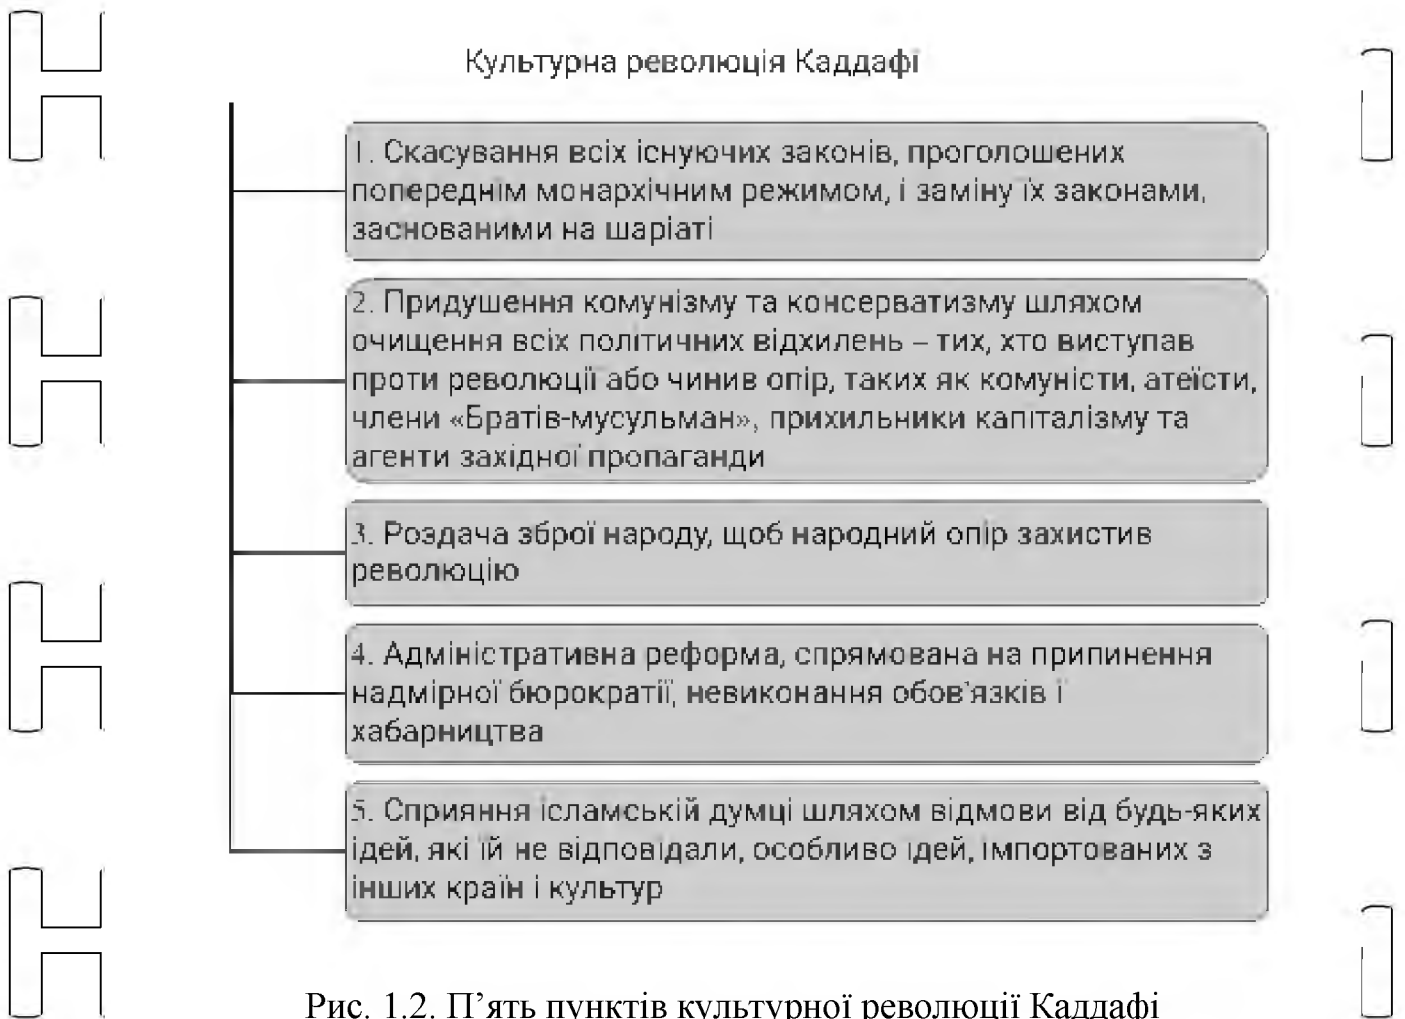 Культурна революція Каддафі
1. Скасування всіх існуючих законів, проголошених
попереднім монархічним режимом, і заміну їх законами,
заснованими на шаріаті
2. Придушення комунізму та консерватизму шляхом
очищення всіх політичних відхилень – тих, хто виступав
проти революції або чинив опір, таких як комуністи, атеїсти,
члени «Братів-мусульман», прихильники капіталізму та
агенти західної пропаганди
3. Роздача зброї народу, щоб народний опір захистив
революцію
4. Адміністративна реформа, спрямована на припинення
надмірної бюрократії, невиконання обов'язків і
хабарництва
5. Сприяння ісламській думці шляхом відмови від будь-яких
ідей, які їй не відповідали, особливо ідей, імпортованих з
інших країн і культур
Рис. 1.2. П’ять пунктів культурної революції Каддафі